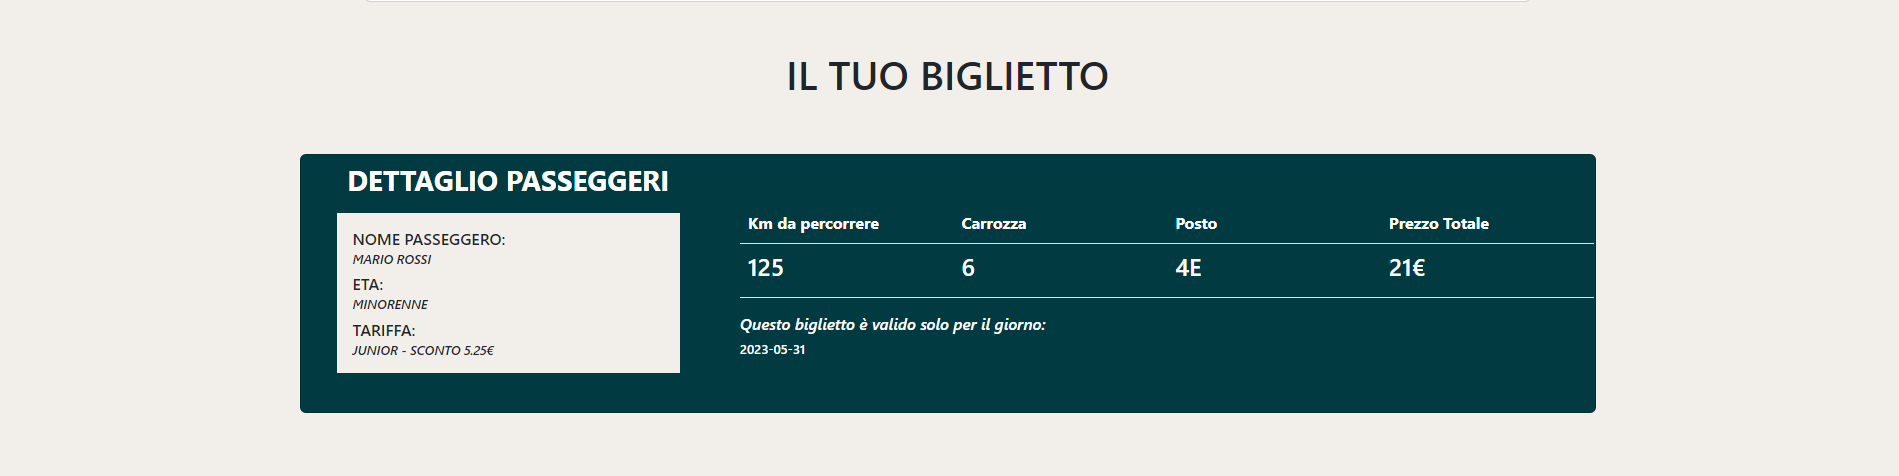 IL TUO BIGLIETTO
DETTAGLIO PASSEGGERI
NOME PASSEGGERO:
MARIO ROSSI
ETA:
MINORENNE
TARIFFA:
JUNIOR - SCONTO 5.25€
Km da percorrere Carrozza Posto Prezzo Totale
125 6 4E 21€
Questo biglietto è valido solo per il giorno:
2023-05-31